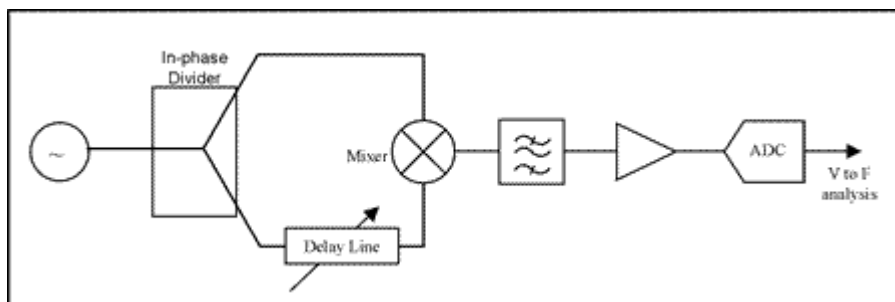 In-phase
Divider
~
Mixer
Delay Line
ADC
V to F
analysis